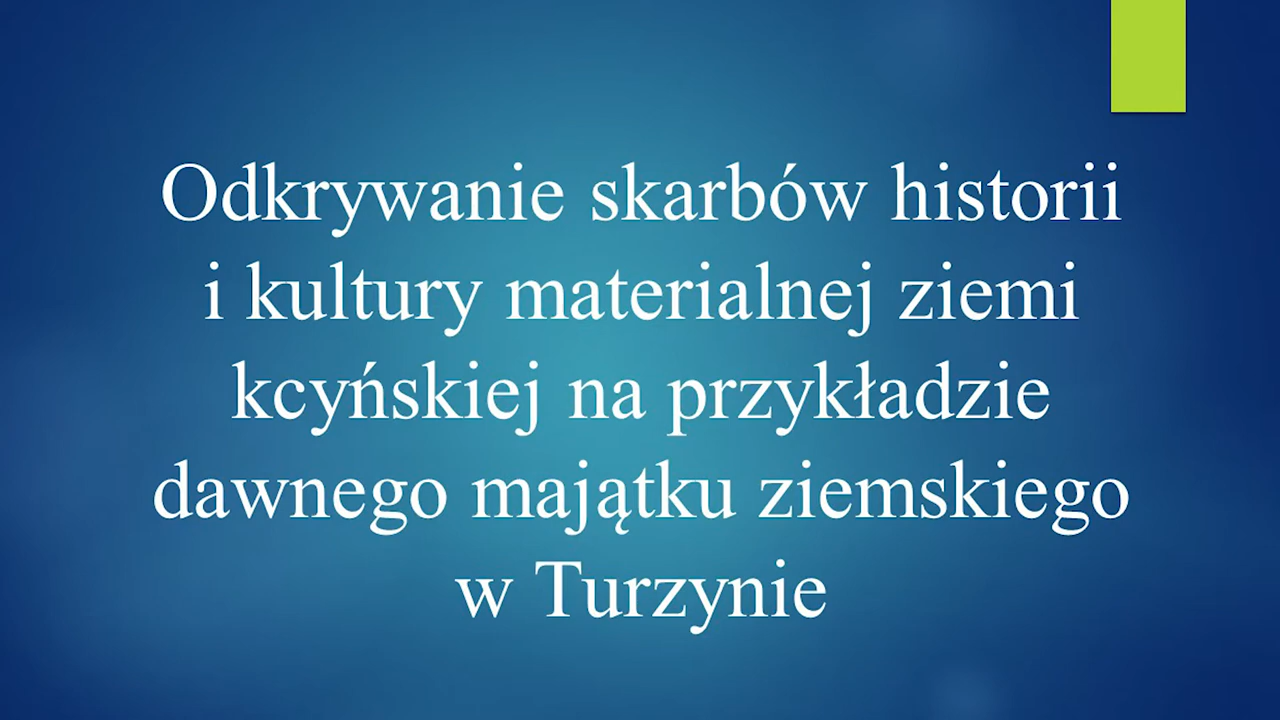 Odkrywanie skarbów historii
i kultury materialnej ziemi
kcyńskiej na przykładzie
dawnego majątku ziemskiego
w Turzynie